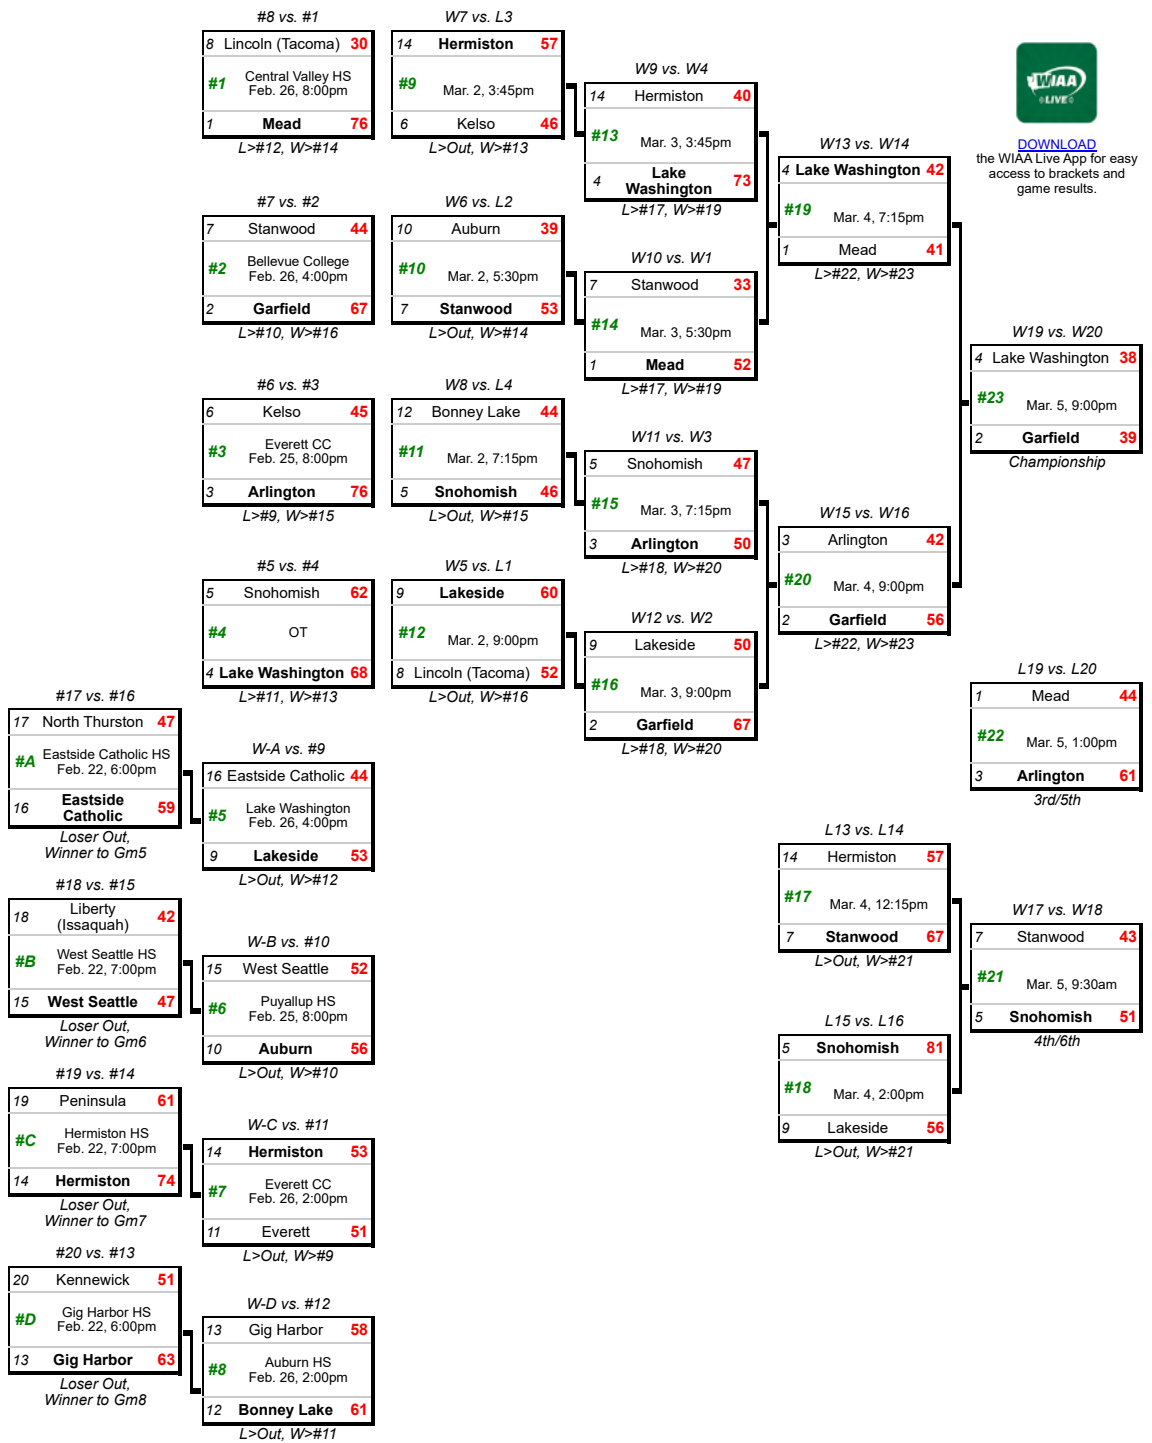 #8 vs. #1
8 Lincoln (Tacoma) 30
#1 Central Valley HS
Feb. 26, 8:00pm
1 Mead 76
L>#12, W>#14
#7 vs. #2
7 Stanwood 44
#2 Bellevue College
Feb. 26, 4:00pm
2 Garfield 67
L>#10, W>#16
#6 vs. #3
6 Kelso 45
#3 Everett CC
Feb. 25, 8:00pm
3 Arlington 76
L>#9, W>#15
#5 vs. #4
5 Snohomish 62
#4 OT
4 Lake Washington 68
L>#11, W>#13
#17 vs. #16
17 North Thurston 47
#A Eastside Catholic HS
Feb. 22, 6:00pm
16 Eastside
Catholic 59
Loser Out,
Winner to Gm5
#18 vs. #15
18 Liberty
(Issaquah) 42
#B West Seattle HS
Feb. 22, 7:00pm
15 West Seattle 47
Loser Out,
Winner to Gm6
#19 vs. #14
19 Peninsula 61
#C Hermiston HS
Feb. 22, 7:00pm
14 Hermiston 74
Loser Out,
Winner to Gm7
#20 vs. #13
20 Kennewick 51
#D Gig Harbor HS
Feb. 22, 6:00pm
13 Gig Harbor 63
Loser Out,
Winner to Gm8
W-A vs. #9
16 Eastside Catholic 44
#5 Lake Washington
Feb. 26, 4:00pm
9 Lakeside 53
L>Out, W>#12
W-B vs. #10
15 West Seattle 52
#6 Puyallup HS
Feb. 25, 8:00pm
10 Auburn 56
L>Out, W>#10
W-C vs. #11
14 Hermiston 53
#7 Everett CC
Feb. 26, 2:00pm
11 Everett 51
L>Out, W>#9
W-D vs. #12
13 Gig Harbor 58
#8 Auburn HS
Feb. 26, 2:00pm
12 Bonney Lake 61
L>Out, W>#11
W7 vs. L3
14 Hermiston 57
#9 Mar. 2, 3:45pm
6 Kelso 46
L>Out, W>#13
W6 vs. L2
10 Auburn 39
#10 Mar. 2, 5:30pm
7 Stanwood 53
L>Out, W>#14
W8 vs. L4
12 Bonney Lake 44
#11 Mar. 2, 7:15pm
5 Snohomish 46
L>Out, W>#15
W5 vs. L1
9 Lakeside 60
#12 Mar. 2, 9:00pm
8 Lincoln (Tacoma) 52
L>Out, W>#16
W9 vs. W4
14 Hermiston 40
#13 Mar. 3, 3:45pm
4 Lake
Washington 73
L>#17, W>#19
W10 vs. W1
7 Stanwood 33
#14 Mar. 3, 5:30pm
1 Mead 52
L>#17, W>#19
W11 vs. W3
5 Snohomish 47
#15 Mar. 3, 7:15pm
3 Arlington 50
L>#18, W>#20
W12 vs. W2
9 Lakeside 50
#16 Mar. 3, 9:00pm
2 Garfield 67
L>#18, W>#20
W13 vs. W14
4 Lake Washington 42
#19 Mar. 4, 7:15pm
1 Mead 41
L>#22, W>#23
W15 vs. W16
3 Arlington 42
#20 Mar. 4, 9:00pm
2 Garfield 56
L>#22, W>#23
L13 vs. L14
14 Hermiston 57
#17 Mar. 4, 12:15pm
7 Stanwood 67
L>Out, W>#21
L15 vs. L16
5 Snohomish 81
#18 Mar. 4, 2:00pm
9 Lakeside 56
L>Out, W>#21
WIAA
LIVE
DOWNLOAD
the WIAA Live App for easy
access to brackets and
game results.
W19 vs. W20
4 Lake Washington 38
#23 Mar. 5, 9:00pm
2 Garfield 39
Championship
L19 vs. L20
1 Mead 44
#22 Mar. 5, 1:00pm
3 Arlington 61
3rd/5th
W17 vs. W18
7 Stanwood 43
#21 Mar. 5, 9:30am
5 Snohomish 51
4th/6th